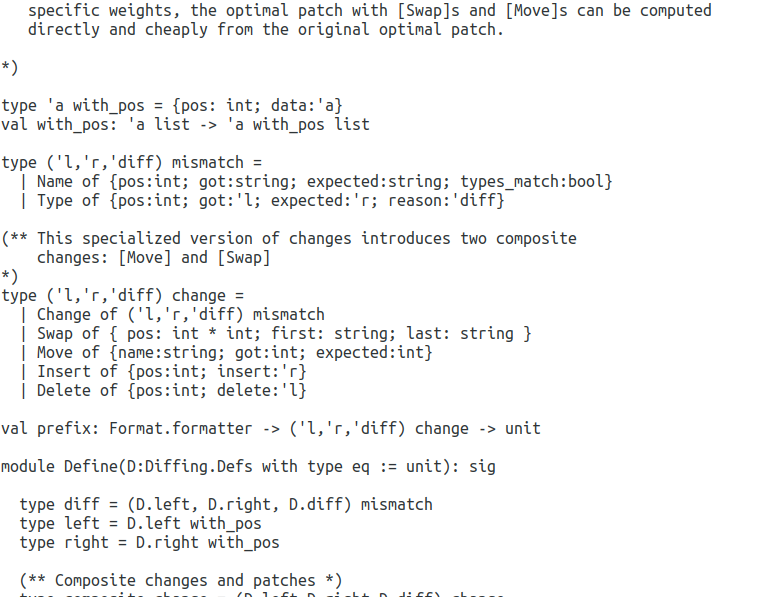 specific weights, the optimal patch with [Swap]s and [Move]s can be computed
directly and cheaply from the original optimal patch.
*)
type 'a with_pos = {pos: int; data:'a}
val with_pos: 'a list -> 'a with_pos list
type ('l,'r,'diff) mismatch =
| Name of {pos:int; got:string; expected:string; types_match:bool}
| Type of {pos:int; got:'l; expected:'r; reason:'diff}
(** This specialized version of changes introduces two composite
changes: [Move] and [Swap]
*)
type ('l,'r,'diff) change =
| Change of ('l,'r,'diff) mismatch
| Swap of { pos: int * int; first: string; last: string }
| Move of {name:string; got:int; expected:int}
| Insert of {pos:int; insert:'r}
| Delete of {pos:int; delete:'l}
val prefix: Format.formatter -> ('l,'r,'diff) change -> unit
module Define(D:Diffing.Defs with type eq := unit): sig
type diff = (D.left, D.right, D.diff) mismatch
type left = D.left with_pos
type right = D.right with_pos
(** Composite changes and patches *)
type composite_change = (D.left,D.right,D.diff) change